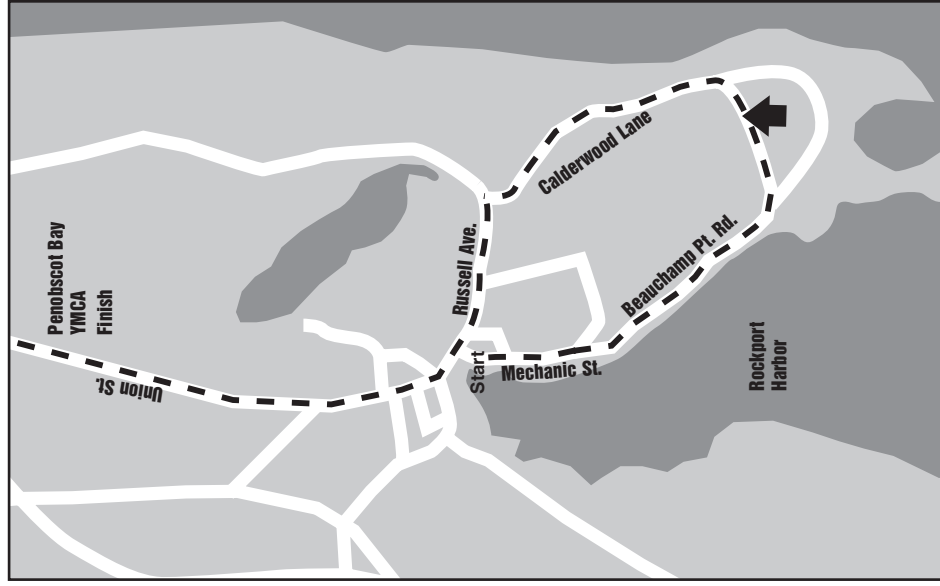 Penobscot Bay
YMCA
Finish
Union St.
Russell Ave.
Start
Mechanic St.
Calderwood Lane
Beauchamp Pt. Rd.
Rockport
Harbor